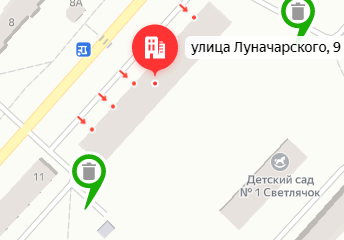 8А
улица Луначарского, 9
11
Детский сад
№ 1 Светлячок